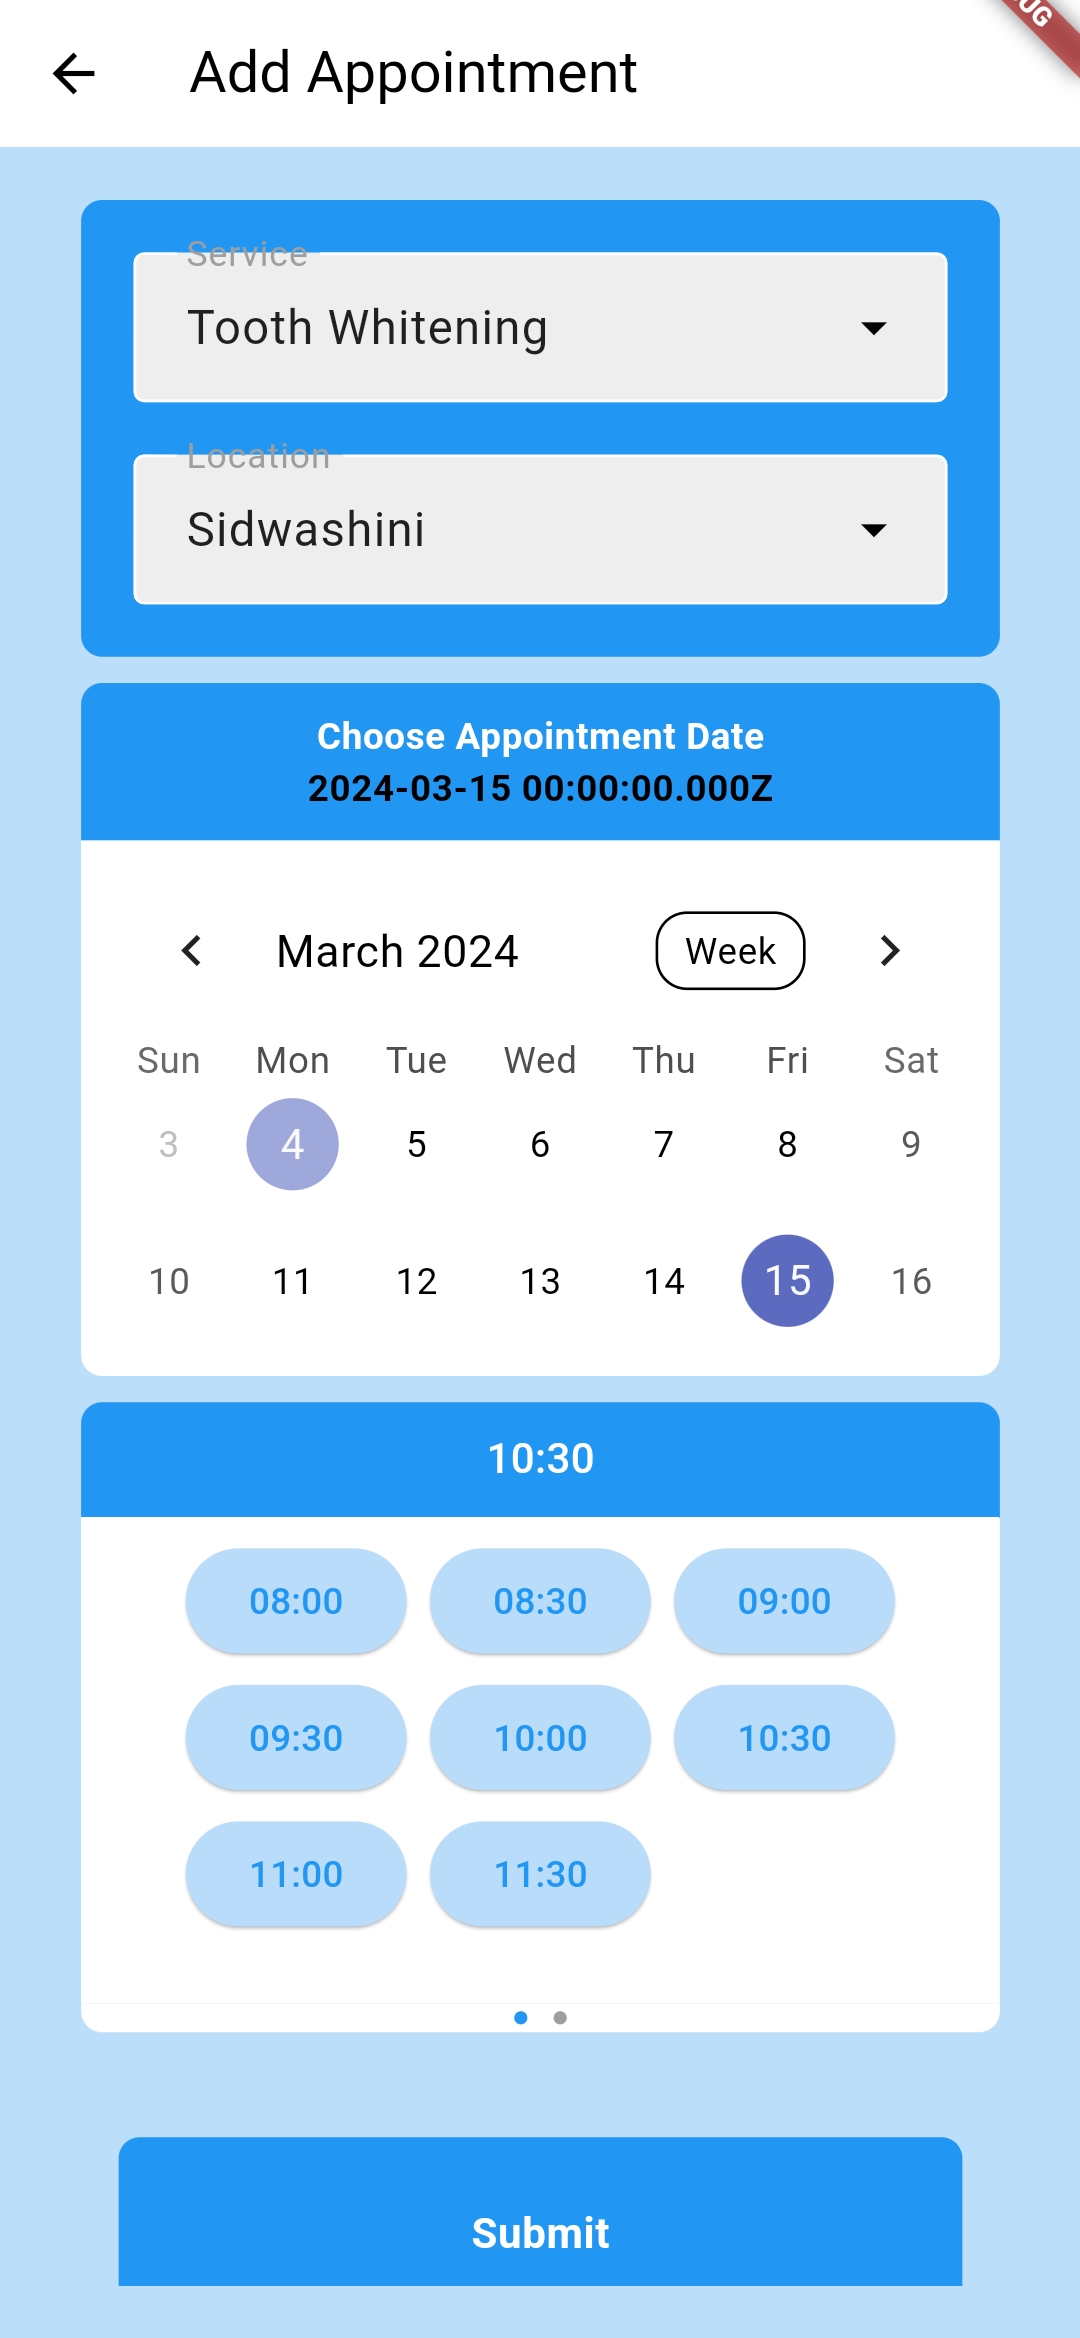 Add Appointment
Service
Tooth Whitening
Location
Sidwashini
Choose Appointment Date
2024-03-15 00:00:00.000Z
March 2024 Week
Sun Mon Tue Wed Thu Fri Sat
3 4 5 6 7 8 9
10 11 12 13 14 15 16
10:30
08:00 08:30 09:00
09:30 10:00 10:30
11:00 11:30
Submit